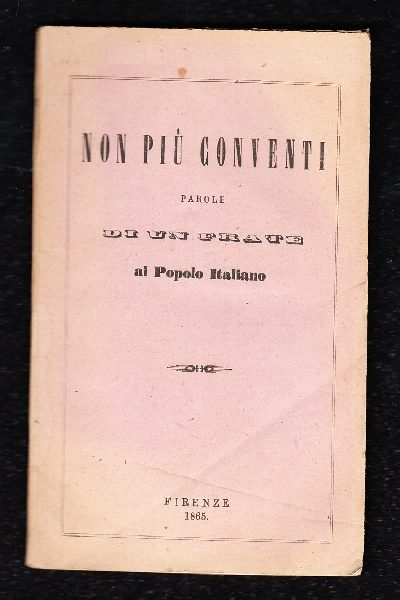 NON PIÙ CONVENTI
PAROLE
DI UN FRATE
al Popolo Italiano
FIRENZE
1865.